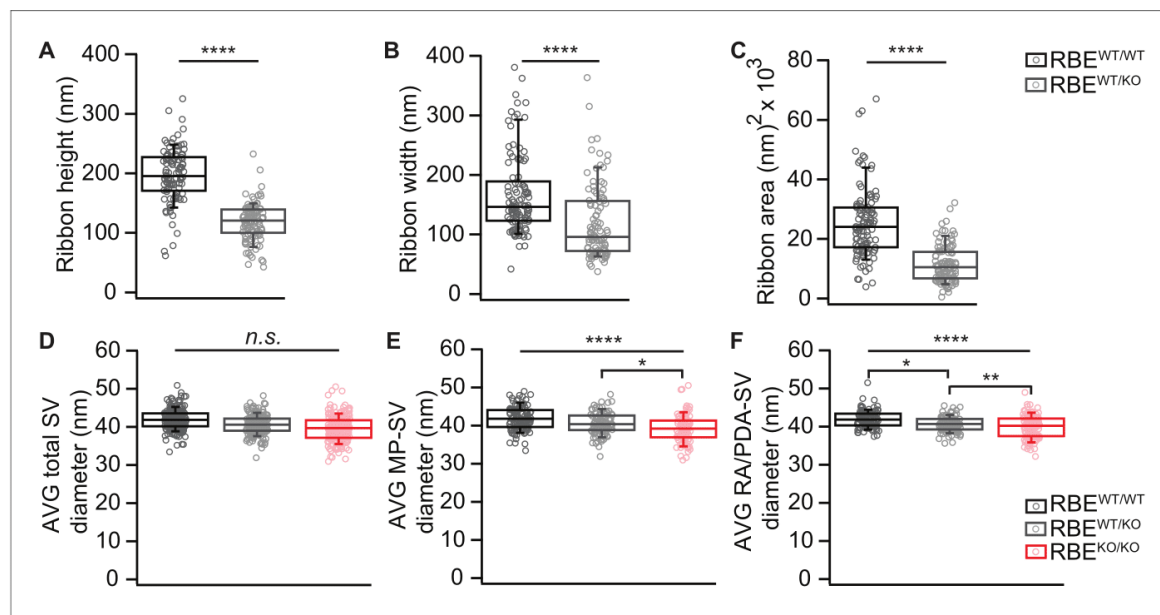 A
Ribbon height (nm)
400
300
200
100
0
****
B
Ribbon width (nm)
400
300
200
100
0
****
C
Ribbon area (nm)² x 10³
80
60
40
20
0
****
RBE^WT/WT
RBE^WT/KO
D
AVG total SV
diameter (nm)
60
50
40
30
20
10
0
n.s.
E
AVG MP-SV
diameter (nm)
60
50
40
30
20
10
0
****
*
F
AVG RA/PDA-SV
diameter (nm)
60
50
40
30
20
10
0
****
*
**
RBE^WT/WT
RBE^WT/KO
RBE^KO/KO